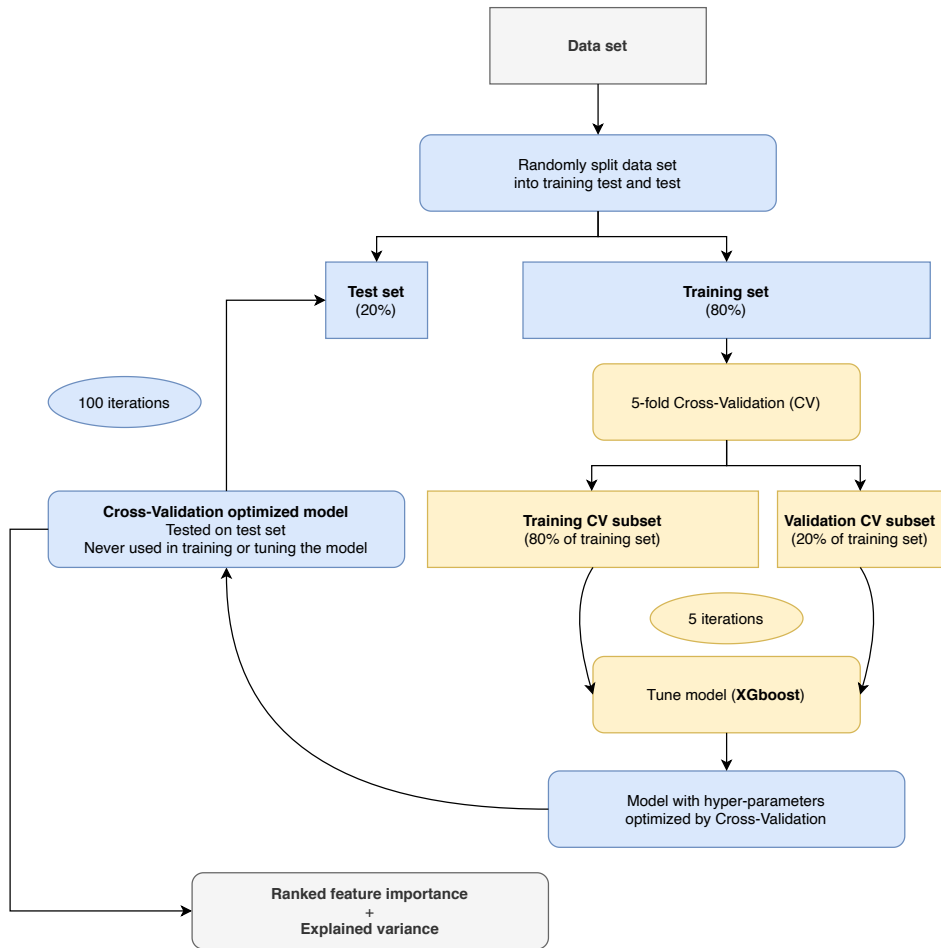 Data set
Randomly split data set
into training test and test
Test set
(20%)
Training set
(80%)
100 iterations
5-fold Cross-Validation (CV)
Cross-Validation optimized model
Tested on test set
Never used in training or tuning the model
Training CV subset
(80% of training set)
Validation CV subset
(20% of training set)
5 iterations
Tune model (XGboost)
Model with hyper-parameters
optimized by Cross-Validation
Ranked feature importance
+
Explained variance